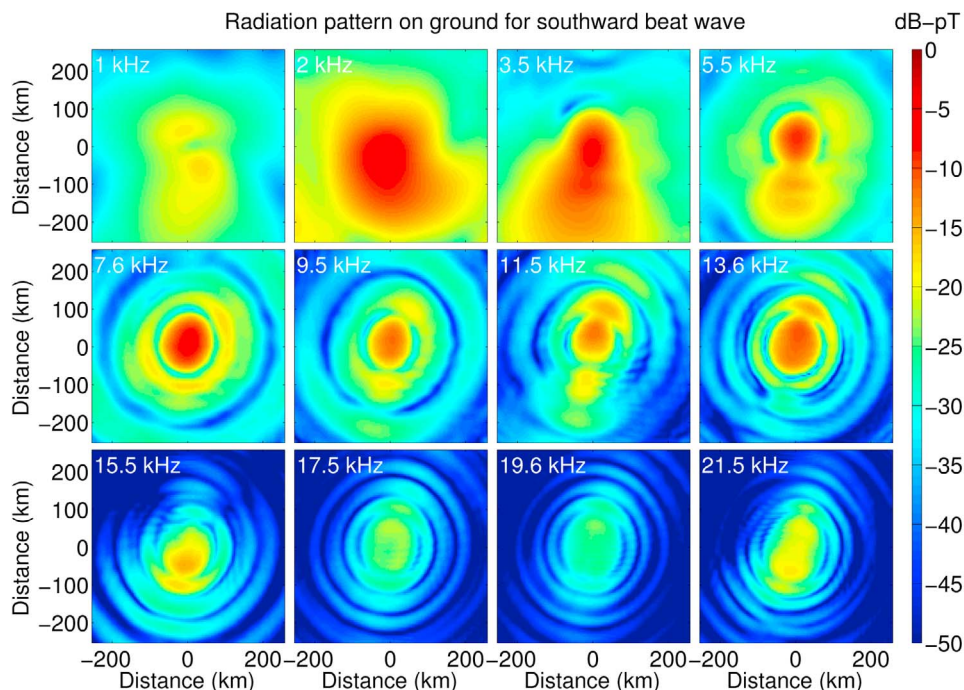 Radiation pattern on ground for southward beat wave
dB−pT
1 kHz
2 kHz
3.5 kHz
5.5 kHz
200
100
0
−100
−200
Distance (km)
7.6 kHz
9.5 kHz
11.5 kHz
13.6 kHz
200
100
0
−100
−200
Distance (km)
15.5 kHz
17.5 kHz
19.6 kHz
21.5 kHz
200
100
0
−100
−200
Distance (km)
−200 0 200
−200 0 200
−200 0 200
−200 0 200
Distance (km)
Distance (km)
Distance (km)
Distance (km)
0
−5
−10
−15
−20
−25
−30
−35
−40
−45
−50